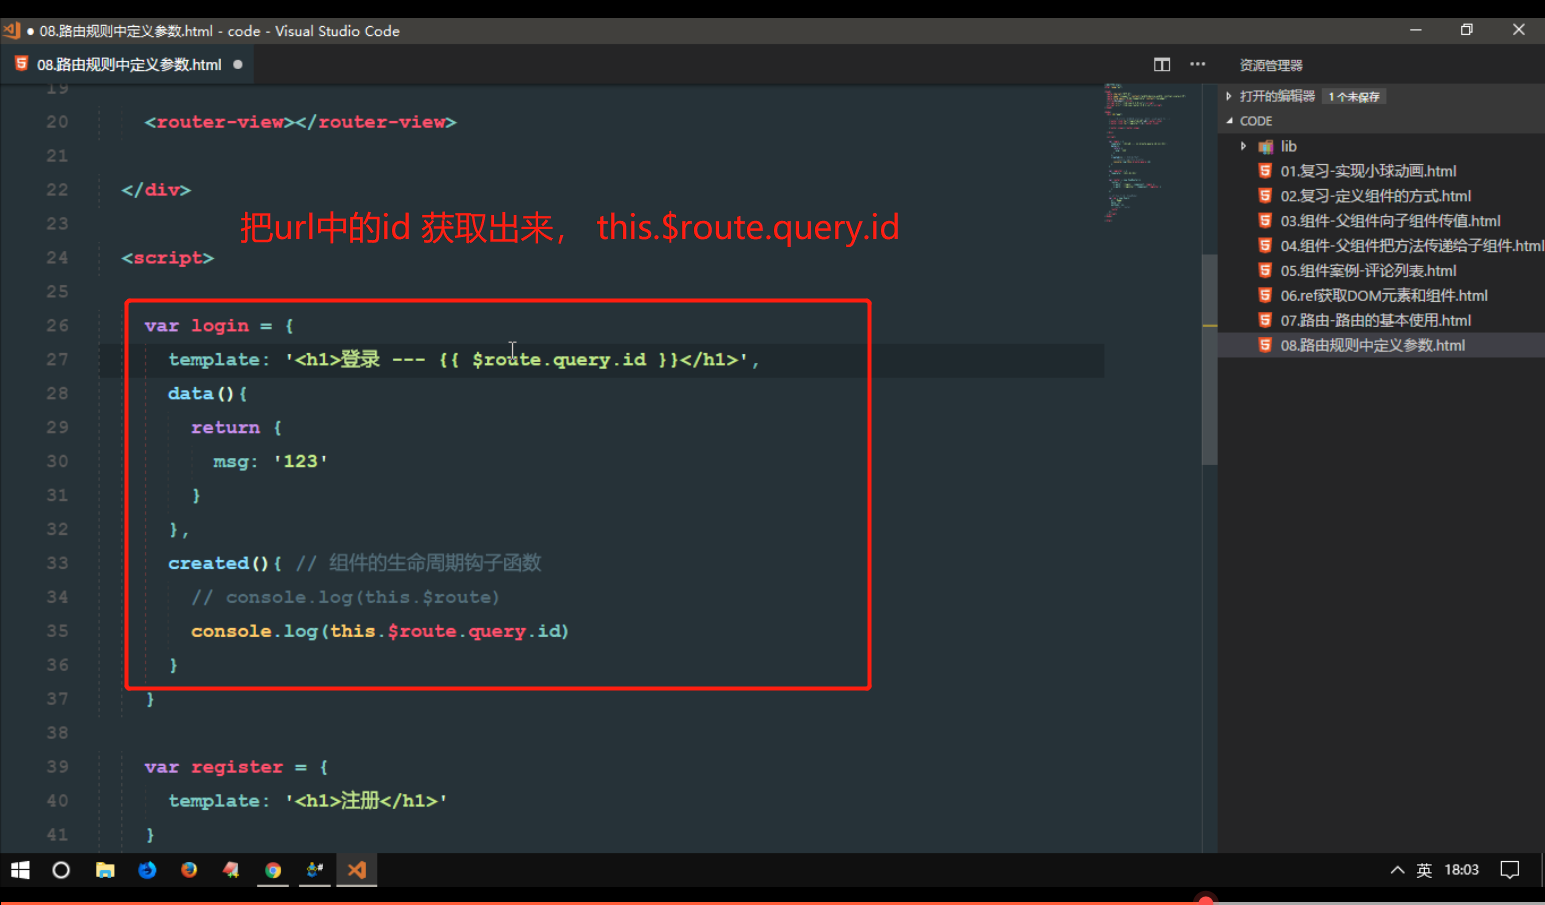 08.路由规则中定义参数.html - code - Visual Studio Code
08.路由规则中定义参数.html
资源管理器
打开的编辑器 1 个未保存
CODE
lib
01.复习-实现小球动画.html
02.复习-定义组件的方式.html
03.组件-父组件向子组件传值.html
04.组件-父组件把方法传递给子组件.html
05.组件案例-评论列表.html
06.ref获取DOM元素和组件.html
07.路由-路由的基本使用.html
08.路由规则中定义参数.html
19
20 <router-view></router-view>
21
22 </div>
23
把url中的id 获取出来， this.$route.query.id
24 <script>
25
26 var login = {
27 template: '<h1>登录 --- {{ $route.query.id }}</h1>',
28 data(){
29 return {
30 msg: '123'
31 }
32 },
33 created(){ // 组件的生命周期钩子函数
34 // console.log(this.$route)
35 console.log(this.$route.query.id)
36 }
37 }
38
39 var register = {
40 template: '<h1>注册</h1>'
41 }
英 18:03